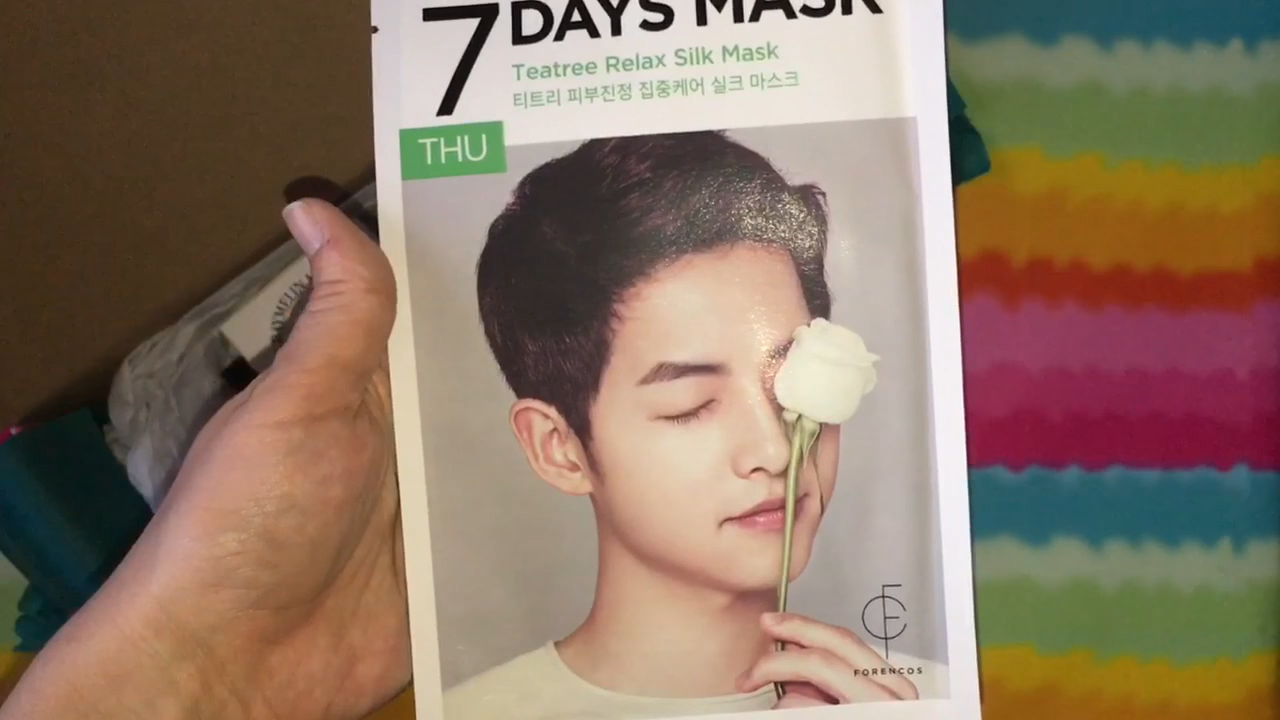 7 DAYS MASK
Teatree Relax Silk Mask
티트리 피부진정 집중케어 실크 마스크
THU
FORENCOS